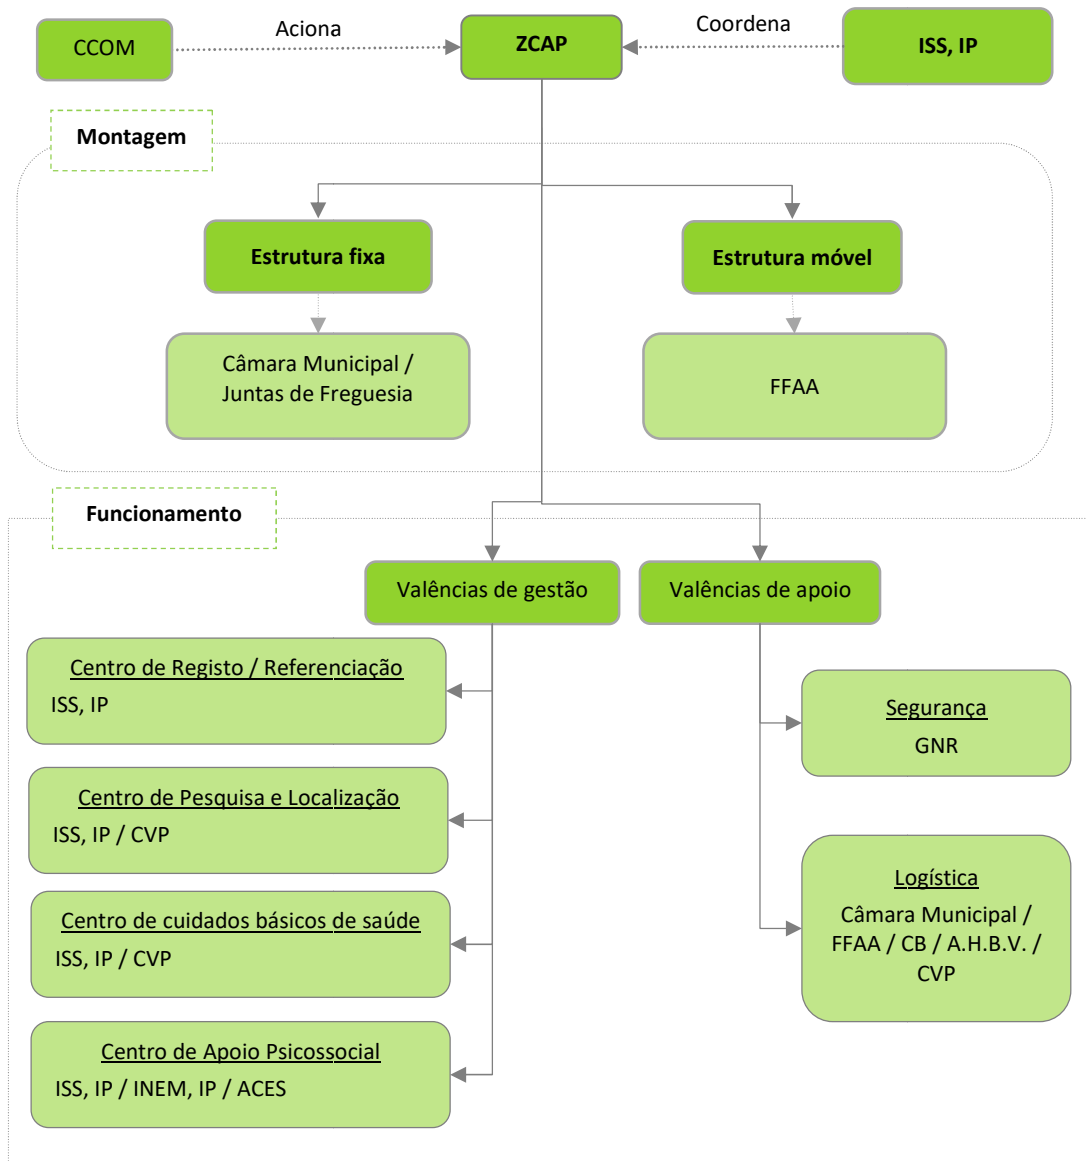 CCOM
Aciona
ZCAP
Coordena
ISS, IP
Montagem
Estrutura fixa
Estrutura móvel
Câmara Municipal /
Juntas de Freguesia
FFAA
Funcionamento
Valências de gestão
Valências de apoio
Centro de Registo / Referenciação
ISS, IP
Segurança
GNR
Centro de Pesquisa e Localização
ISS, IP / CVP
Centro de cuidados básicos de saúde
ISS, IP / CVP
Logística
Câmara Municipal /
FFAA / CB / A.H.B.V. /
CVP
Centro de Apoio Psicossocial
ISS, IP / INEM, IP / ACES